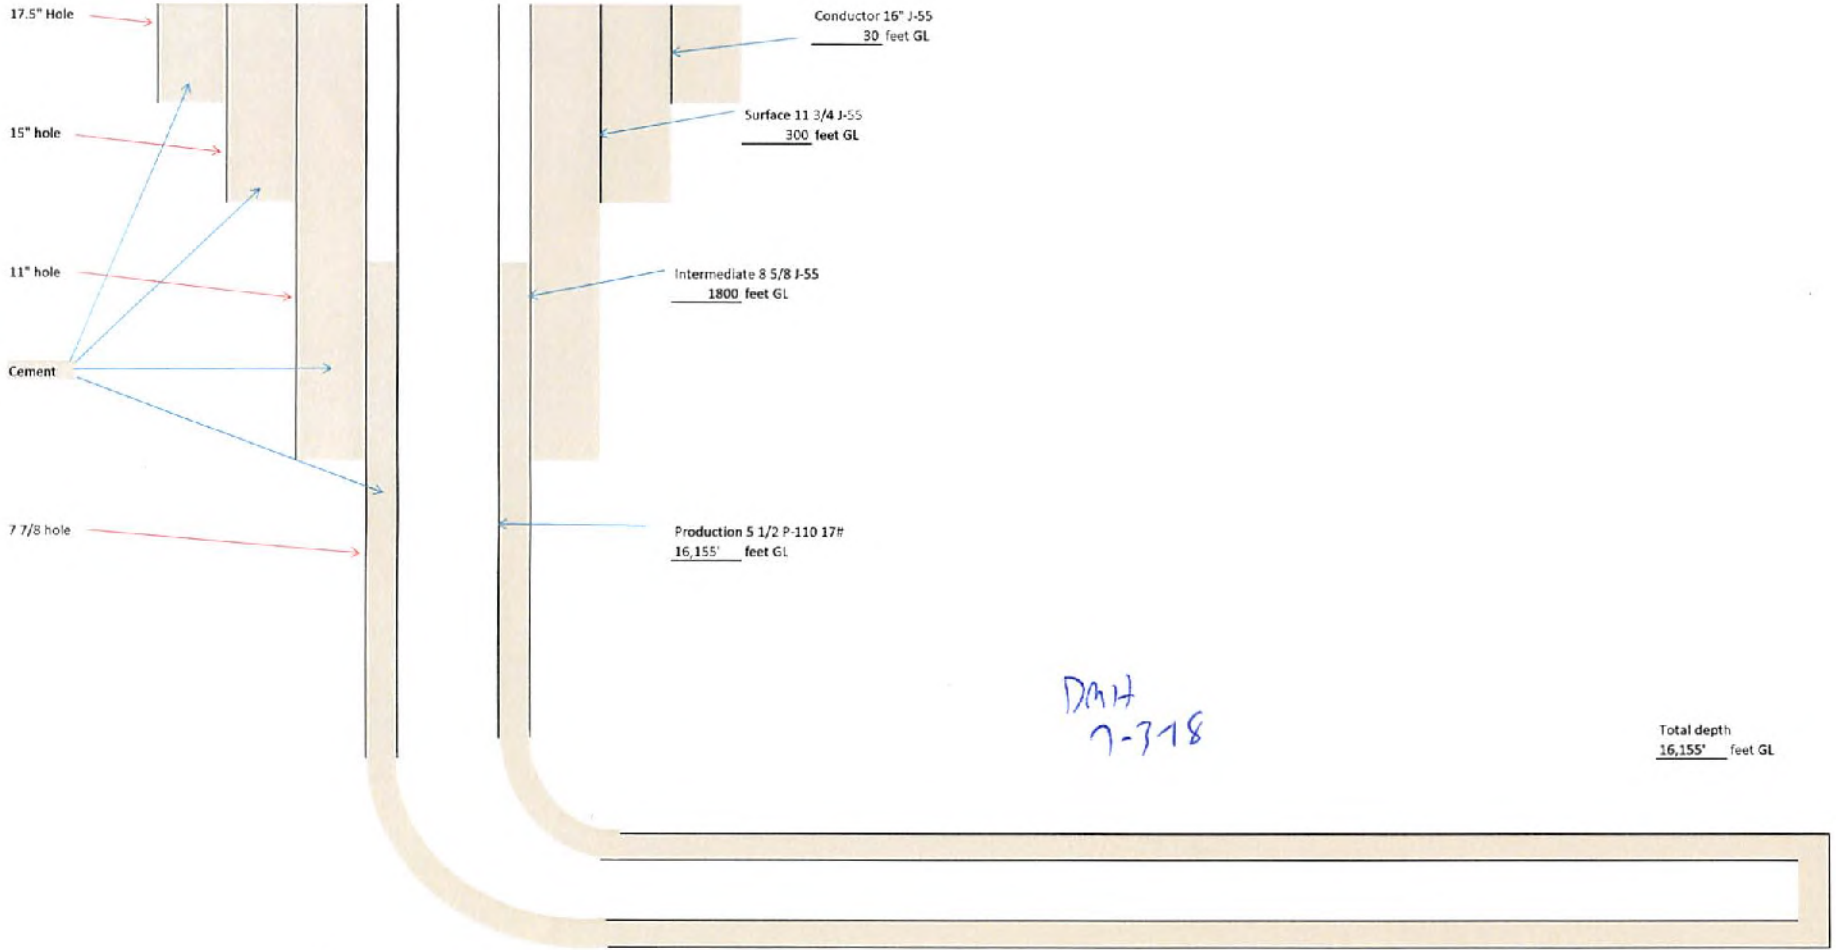 17.5" Hole
Conductor 16" J-55
30 feet GL
Surface 11 3/4 J-55
300 feet GL
15" hole
11" hole
Intermediate 8 5/8 J-55
1800 feet GL
Cement
7 7/8 hole
Production 5 1/2 P-110 17#
16,155' feet GL
DMH
7-3-18
Total depth
16,155' feet GL